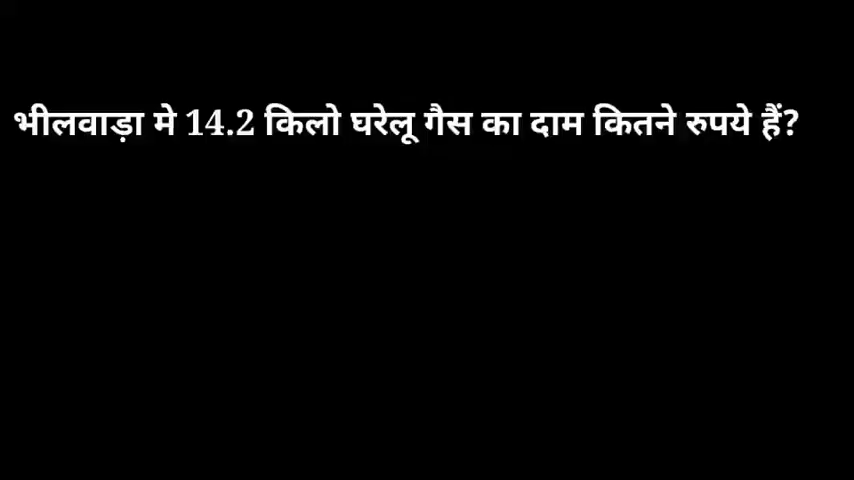 भीलवाड़ा मे 14.2 किलो घरेलू गैस का दाम कितने रुपये हैं?